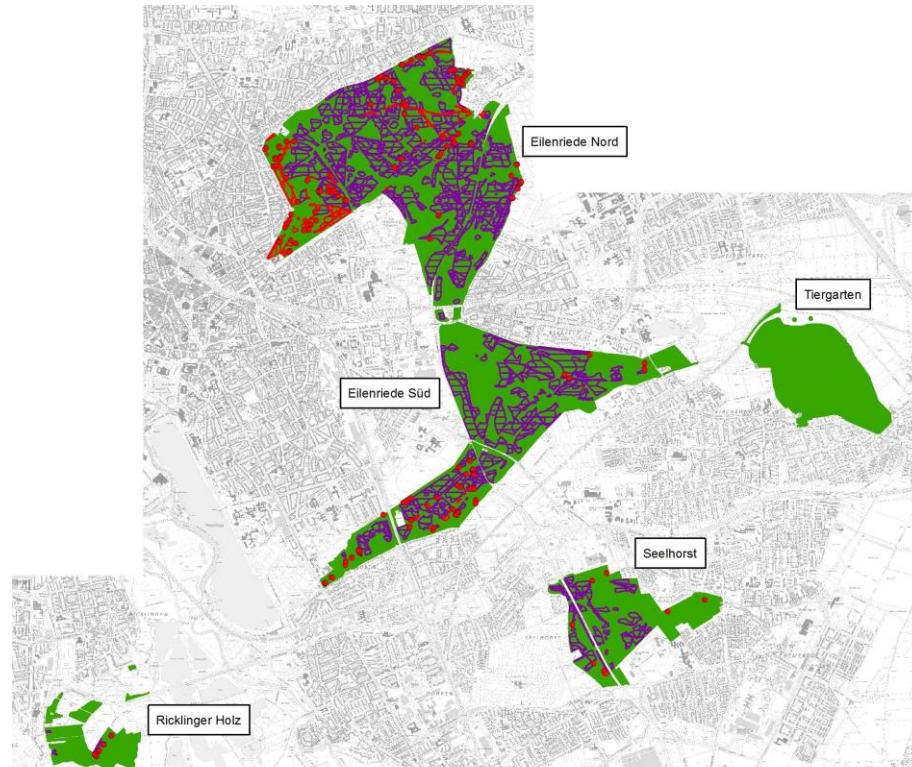 Eilenriede Nord
Tiergarten
Eilenriede Süd
Seelhorst
Ricklinger Holz